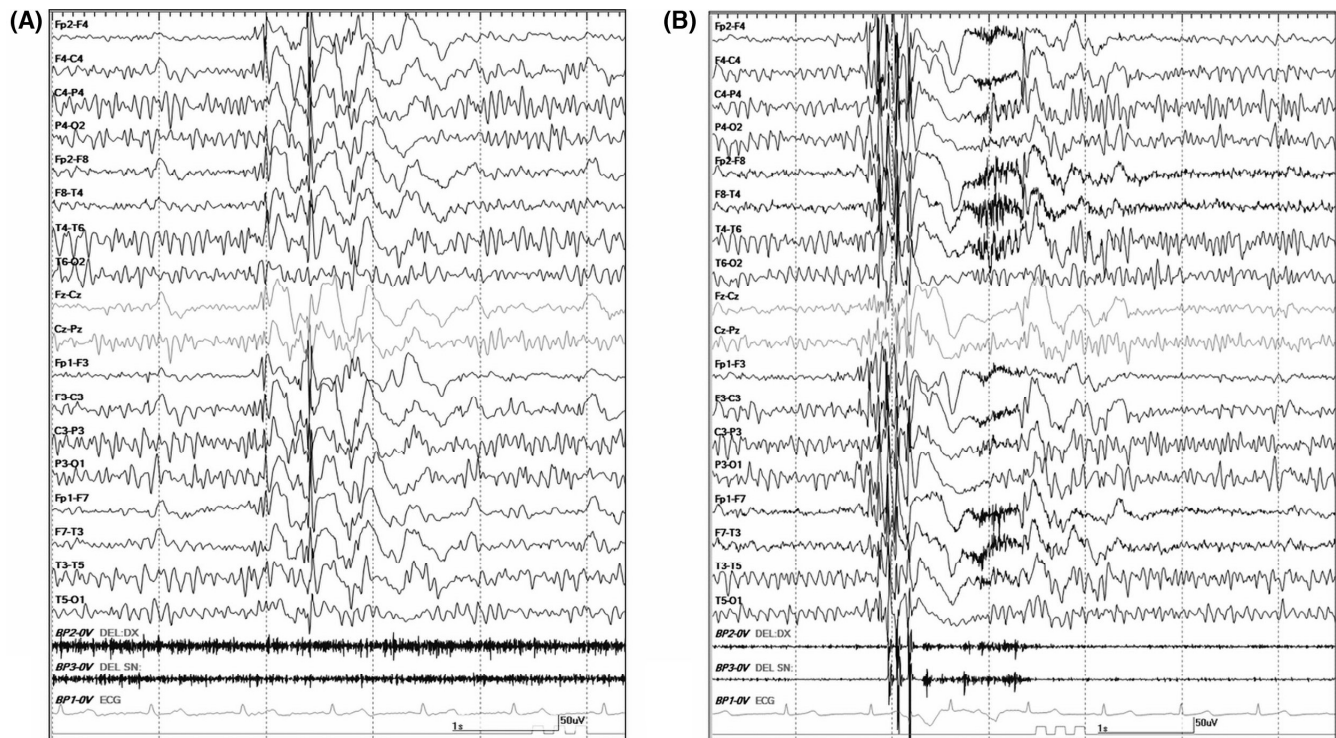 (A)
Fp2-F4
F4-C4
C4-P4
P4-O2
Fp2-F8
F8-T4
T4-T6
T6-O2
Fz-Cz
Cz-Pz
Fp1-F3
F3-C3
C3-P3
P3-O1
Fp1-F7
F7-T3
T3-T5
T5-O1
BP2-0V DEL:DX
BP3-0V DEL SN:
BP1-0V ECG
1s
50uV
(B)
Fp2-F4
F4-C4
C4-P4
P4-O2
Fp2-F8
F8-T4
T4-T6
T6-O2
Fz-Cz
Cz-Pz
Fp1-F3
F3-C3
C3-P3
P3-O1
Fp1-F7
F7-T3
T3-T5
T5-O1
BP2-0V DEL:DX
BP3-0V DEL SN:
BP1-0V ECG
1s
50uV